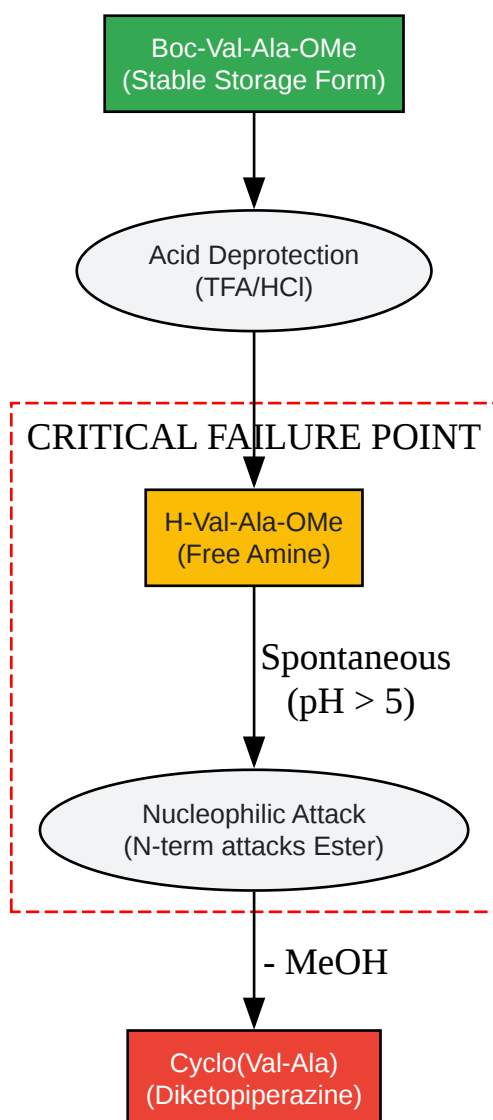 Boc-Val-Ala-OMe
(Stable Storage Form)
Acid Deprotection
(TFA/HCl)
CRITICAL FAILURE POINT
H-Val-Ala-OMe
(Free Amine)
Spontaneous
(pH > 5)
Nucleophilic Attack
(N-term attacks Ester)
- MeOH
Cyclo(Val-Ala)
(Diketopiperazine)